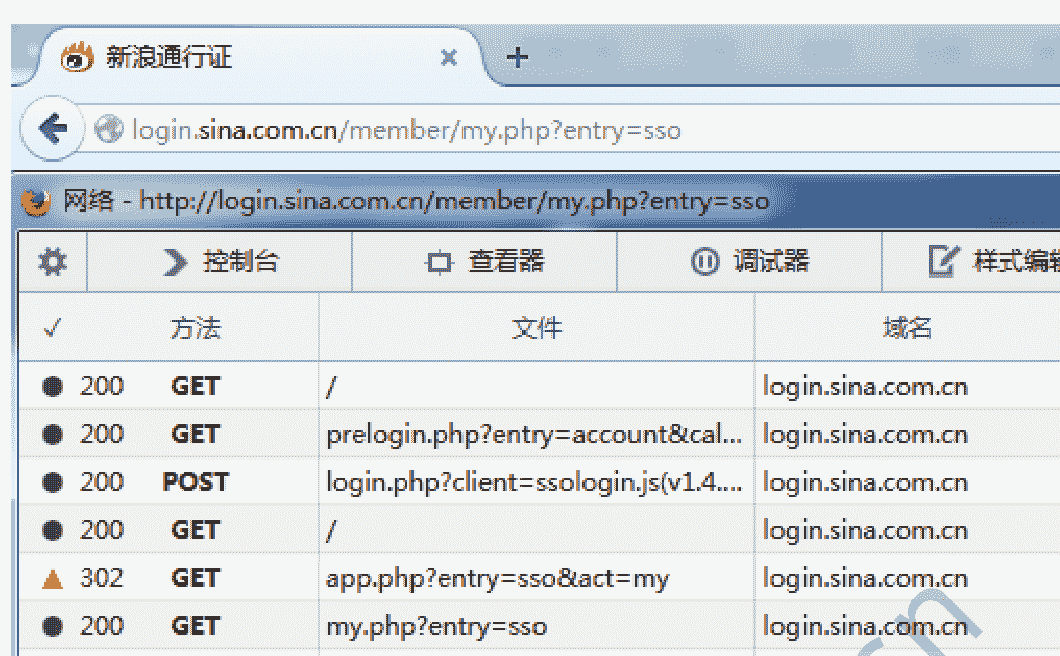 新浪通行证
login.sina.com.cn/member/my.php?entry=sso
网络 - http://login.sina.com.cn/member/my.php?entry=sso
控制台 查看器 调试器 样式编辑
✓ 方法 文件 域名
200 GET / login.sina.com.cn
200 GET prelogin.php?entry=account&cal... login.sina.com.cn
200 POST login.php?client=ssologin.js(v1.4.... login.sina.com.cn
200 GET / login.sina.com.cn
302 GET app.php?entry=sso&act=my login.sina.com.cn
200 GET my.php?entry=sso login.sina.com.cn